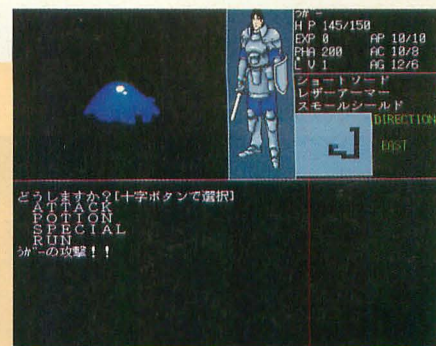 うガー
H P 145/150
EXP 0 AP 10/10
PHA 200 AC 10/8
L V 1 AG 12/6
ショートソード
レザーアーマー
スモールシールド
DIRECTION
EAST
どうしますか?[十字ボタンで選択]
ATTACK
POTION
SPECIAL
RUN
うガーの攻撃!!